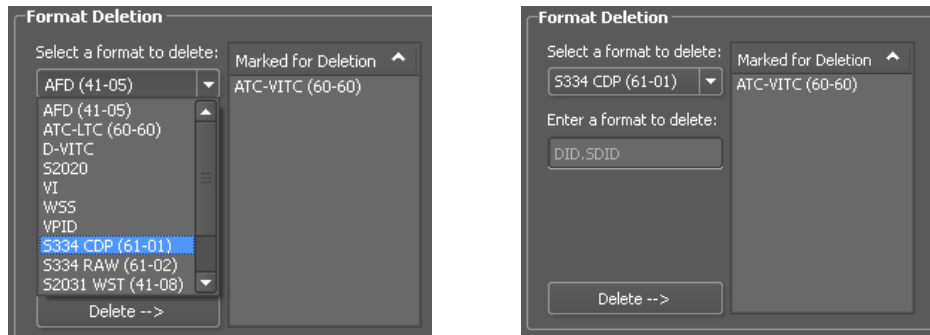 Format Deletion
Select a format to delete:
AFD (41-05)
AFD (41-05)
ATC-LTC (60-60)
D-VITC
S2020
VI
WSS
VPID
S334 CDP (61-01)
S334 RAW (61-02)
S2031 WST (41-08)
Delete -->
Marked for Deletion
ATC-VITC (60-60)
Format Deletion
Select a format to delete:
S334 CDP (61-01)
Enter a format to delete:
DID.SDID
Delete -->
Marked for Deletion
ATC-VITC (60-60)